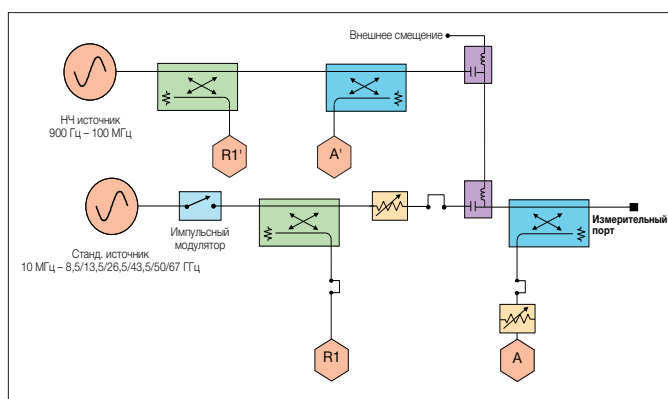 Внешнее смещение
НЧ источник
900 Гц – 100 МГц
R1'
A'
Импульсный
модулятор
Измерительный
порт
Станд. источник
10 МГц – 8,5/13,5/26,5/43,5/50/67 ГГц
R1
A